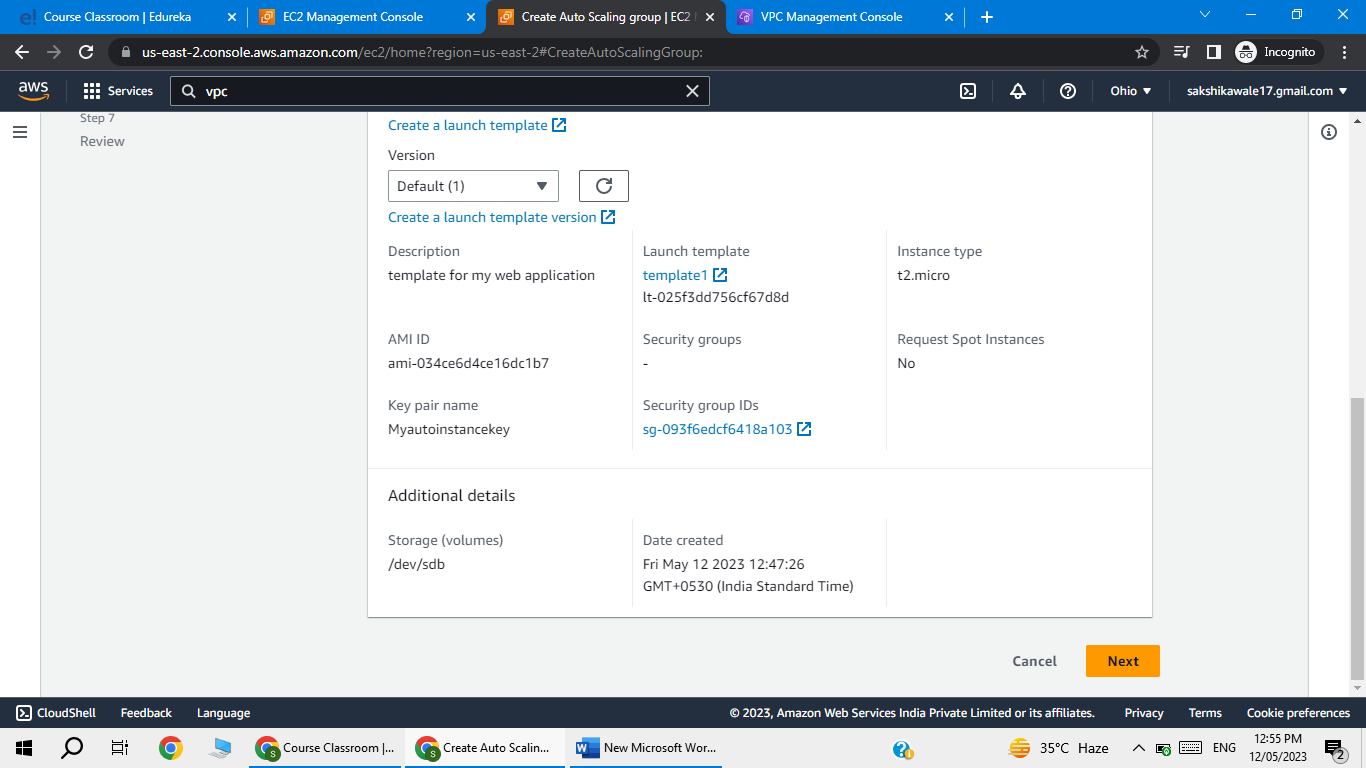 Course Classroom | Edureka
EC2 Management Console
Create Auto Scaling group | EC2
VPC Management Console
us-east-2.console.aws.amazon.com/ec2/home?region=us-east-2#CreateAutoScalingGroup:
Incognito
aws
Services
vpc
Ohio
sakshikawale17.gmail.com
Step 7
Review
Create a launch template
Version
Default (1)
Create a launch template version
Description
template for my web application
Launch template
template1
lt-025f3dd756cf67d8d
Instance type
t2.micro
AMI ID
ami-034ce6d4ce16dc1b7
Security groups
-
Request Spot Instances
No
Key pair name
Myautoinstancekey
Security group IDs
sg-093f6edcf6418a103
Additional details
Storage (volumes)
/dev/sdb
Date created
Fri May 12 2023 12:47:26
GMT+0530 (India Standard Time)
Cancel
Next
CloudShell
Feedback
Language
© 2023, Amazon Web Services India Private Limited or its affiliates.
Privacy
Terms
Cookie preferences
Course Classroom |...
Create Auto Scalin...
New Microsoft Wor...
35°C Haze
ENG
12:55 PM
12/05/2023
2